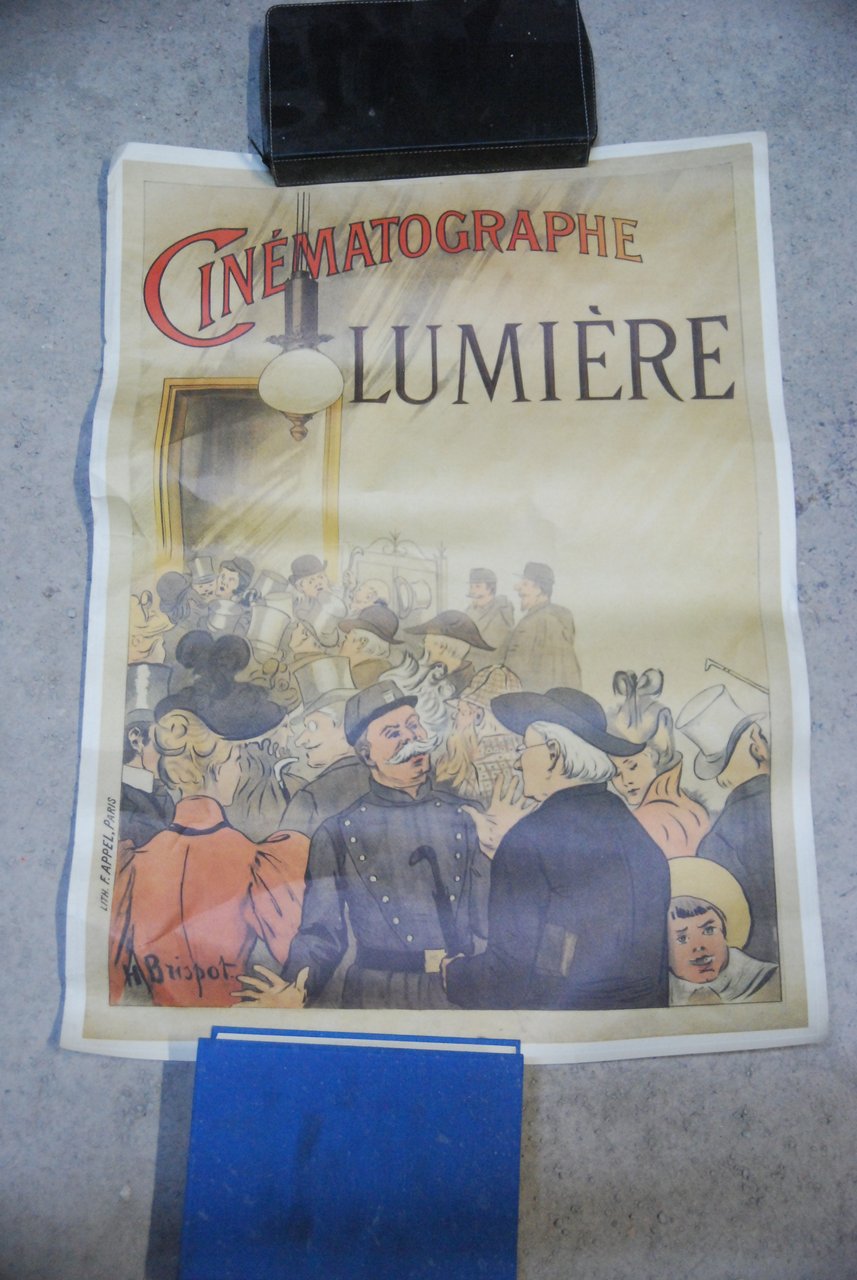 CINÉMATOGRAPHE
LUMIÈRE
LITH. F. APPEL, PARIS
H Brispot